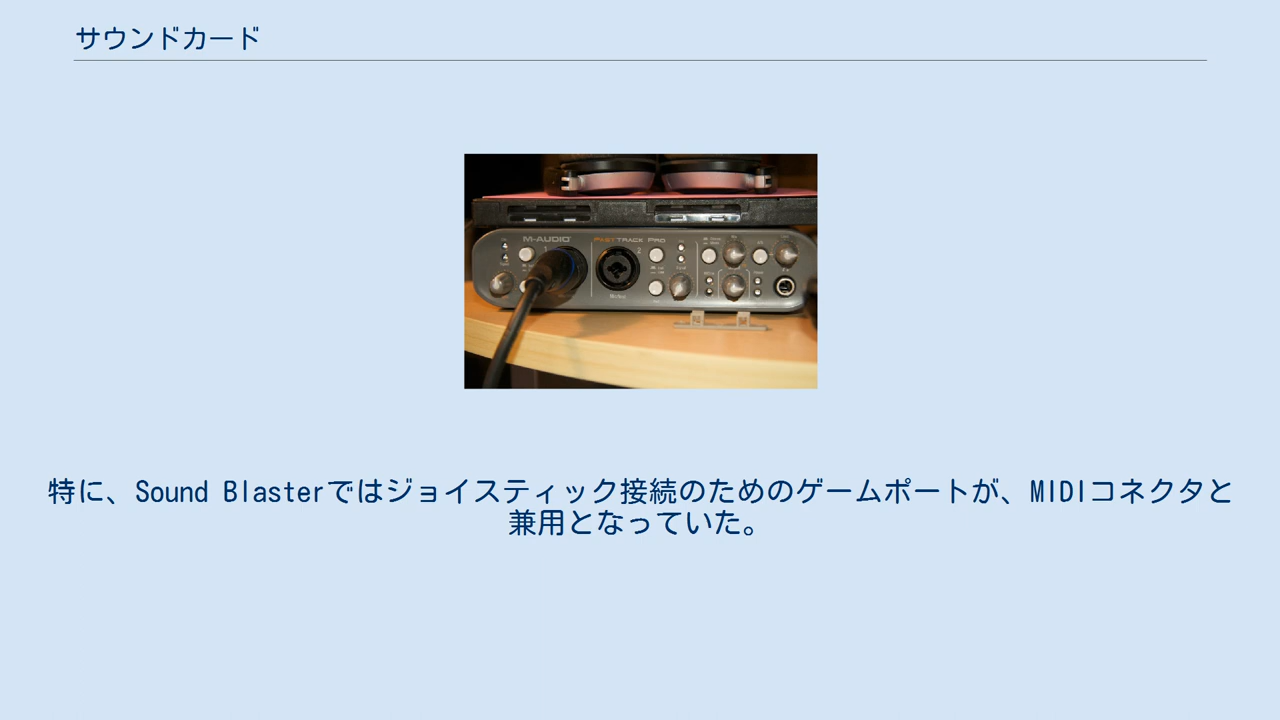 サウンドカード
M-AUDIO
FAST TRACK PRO
1
2
特に、Sound Blasterではジョイスティック接続のためのゲームポートが、MIDIコネクタと
兼用となっていた。